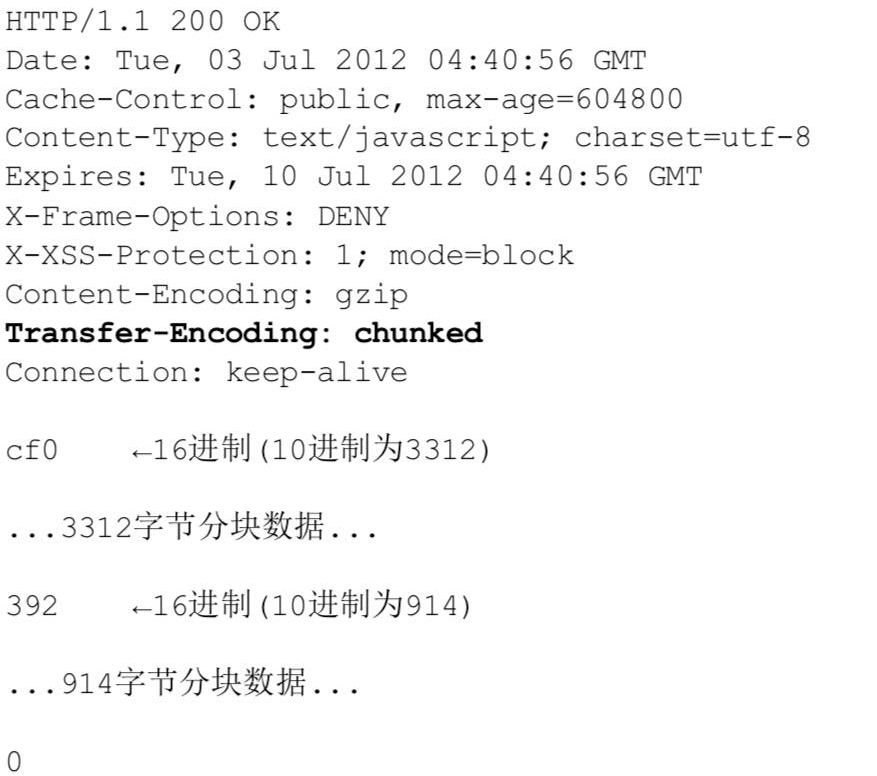 HTTP/1.1 200 OK
Date: Tue, 03 Jul 2012 04:40:56 GMT
Cache-Control: public, max-age=604800
Content-Type: text/javascript; charset=utf-8
Expires: Tue, 10 Jul 2012 04:40:56 GMT
X-Frame-Options: DENY
X-XSS-Protection: 1; mode=block
Content-Encoding: gzip
Transfer-Encoding: chunked
Connection: keep-alive
cf0    ←16进制(10进制为3312)
...3312字节分块数据...
392    ←16进制(10进制为914)
...914字节分块数据...
0